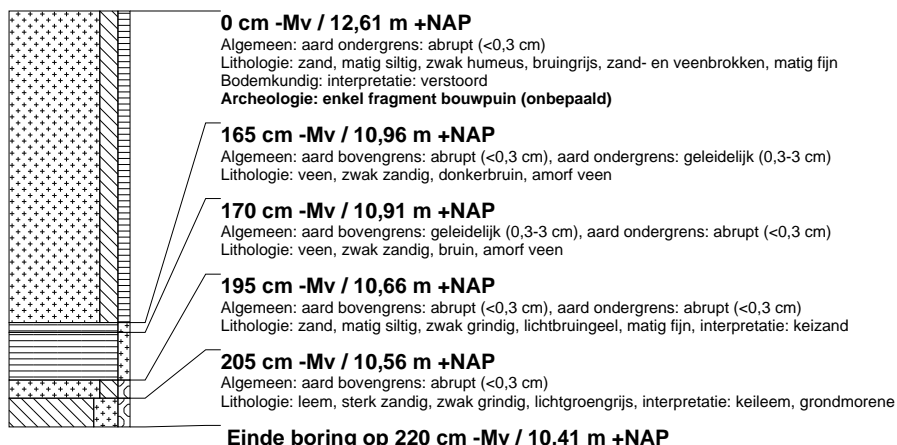 0 cm -Mv / 12,61 m +NAP
Algemeen: aard ondergrens: abrupt (<0,3 cm)
Lithologie: zand, matig siltig, zwak humeus, bruingrijs, zand- en veenbrokken, matig fijn
Bodemkundig: interpretatie: verstoord
Archeologie: enkel fragment bouwpuin (onbepaald)
165 cm -Mv / 10,96 m +NAP
Algemeen: aard bovengrens: abrupt (<0,3 cm), aard ondergrens: geleidelijk (0,3-3 cm)
Lithologie: veen, zwak zandig, donkerbruin, amorf veen
170 cm -Mv / 10,91 m +NAP
Algemeen: aard bovengrens: geleidelijk (0,3-3 cm), aard ondergrens: abrupt (<0,3 cm)
Lithologie: veen, zwak zandig, bruin, amorf veen
195 cm -Mv / 10,66 m +NAP
Algemeen: aard bovengrens: abrupt (<0,3 cm), aard ondergrens: abrupt (<0,3 cm)
Lithologie: zand, matig siltig, zwak grindig, lichtbruingeel, matig fijn, interpretatie: keizand
205 cm -Mv / 10,56 m +NAP
Algemeen: aard bovengrens: abrupt (<0,3 cm)
Lithologie: leem, sterk zandig, zwak grindig, lichtgroengrijs, interpretatie: keileem, grondmorene
Einde boring op 220 cm -Mv / 10,41 m +NAP